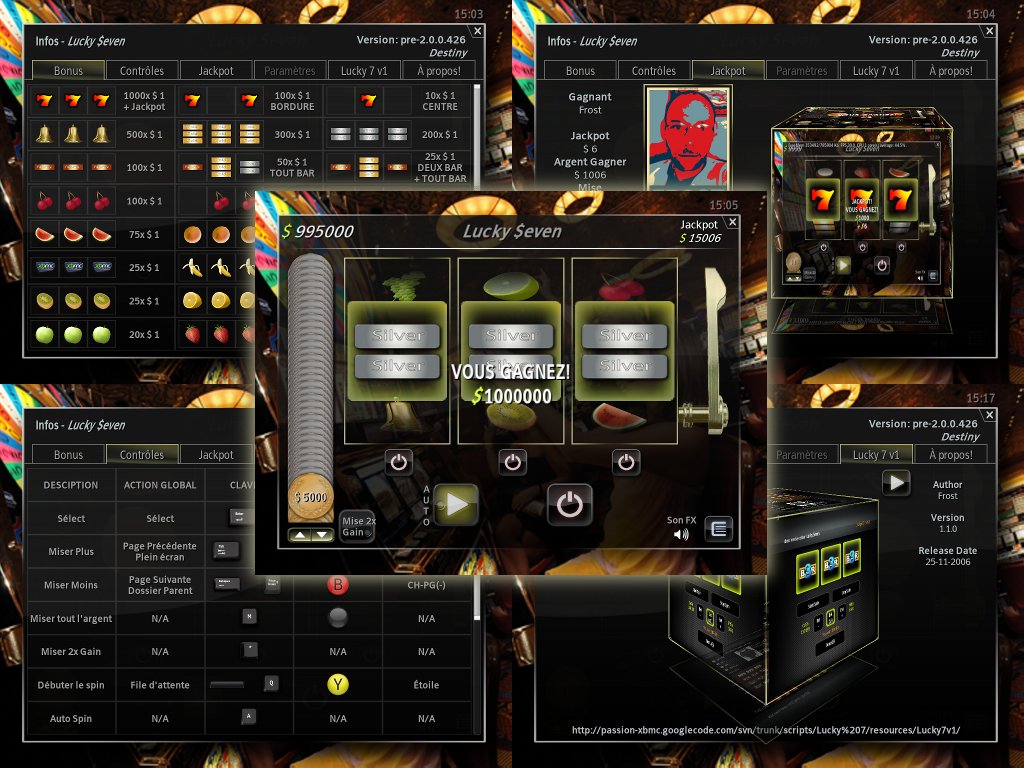 15:03
Infos - Lucky $even
Version: pre-2.0.0.426
Destiny
Bonus
Contrôles
Jackpot
Paramètres
Lucky 7 v1
À propos!
1000x $ 1
+ Jackpot
100x $ 1
BORDURE
10x $ 1
CENTRE
500x $ 1
300x $ 1
200x $ 1
100x $ 1
50x $ 1
TOUT BAR
25x $ 1
DEUX BAR
+ TOUT BAR
100x $ 1
75x $ 1
25x $ 1
25x $ 1
20x $ 1
15:04
Infos - Lucky $even
Version: pre-2.0.0.426
Destiny
Bonus
Contrôles
Jackpot
Paramètres
Lucky 7 v1
À propos!
Gagnant
Jackpot
$ 6
Argent Gagner
$ 1006
Mise
JACKPOT!
VOUS GAGNEZ!
$1000
15:05
$ 995000
Lucky $even
Jackpot
$ 15006
Silver
Silver
Silver
Silver
Silver
Silver
VOUS GAGNEZ!
$1000000
$ 5000
AUTO
Mise 2x
Gain
Son FX
Infos - Lucky $even
Bonus
Contrôles
Jackpot
DESCIPTION
ACTION GLOBAL
CLAV
Sélect
Sélect
Miser Plus
Page Précédente
Plein écran
Miser Moins
Page Suivante
Dossier Parent
B
CH-PG(-)
Miser tout l'argent
N/A
M
N/A
Miser 2x Gain
N/A
N/A
N/A
Débuter le spin
File d'attente
Q
Y
Étoile
Auto Spin
N/A
A
N/A
N/A
15:17
Version: pre-2.0.0.426
Destiny
Paramètres
Lucky 7 v1
À propos!
Author
Frost
Version
1.1.0
Release Date
25-11-2006
http://passion-xbmc.googlecode.com/svn/trunk/scripts/Lucky%207/resources/Lucky7v1/